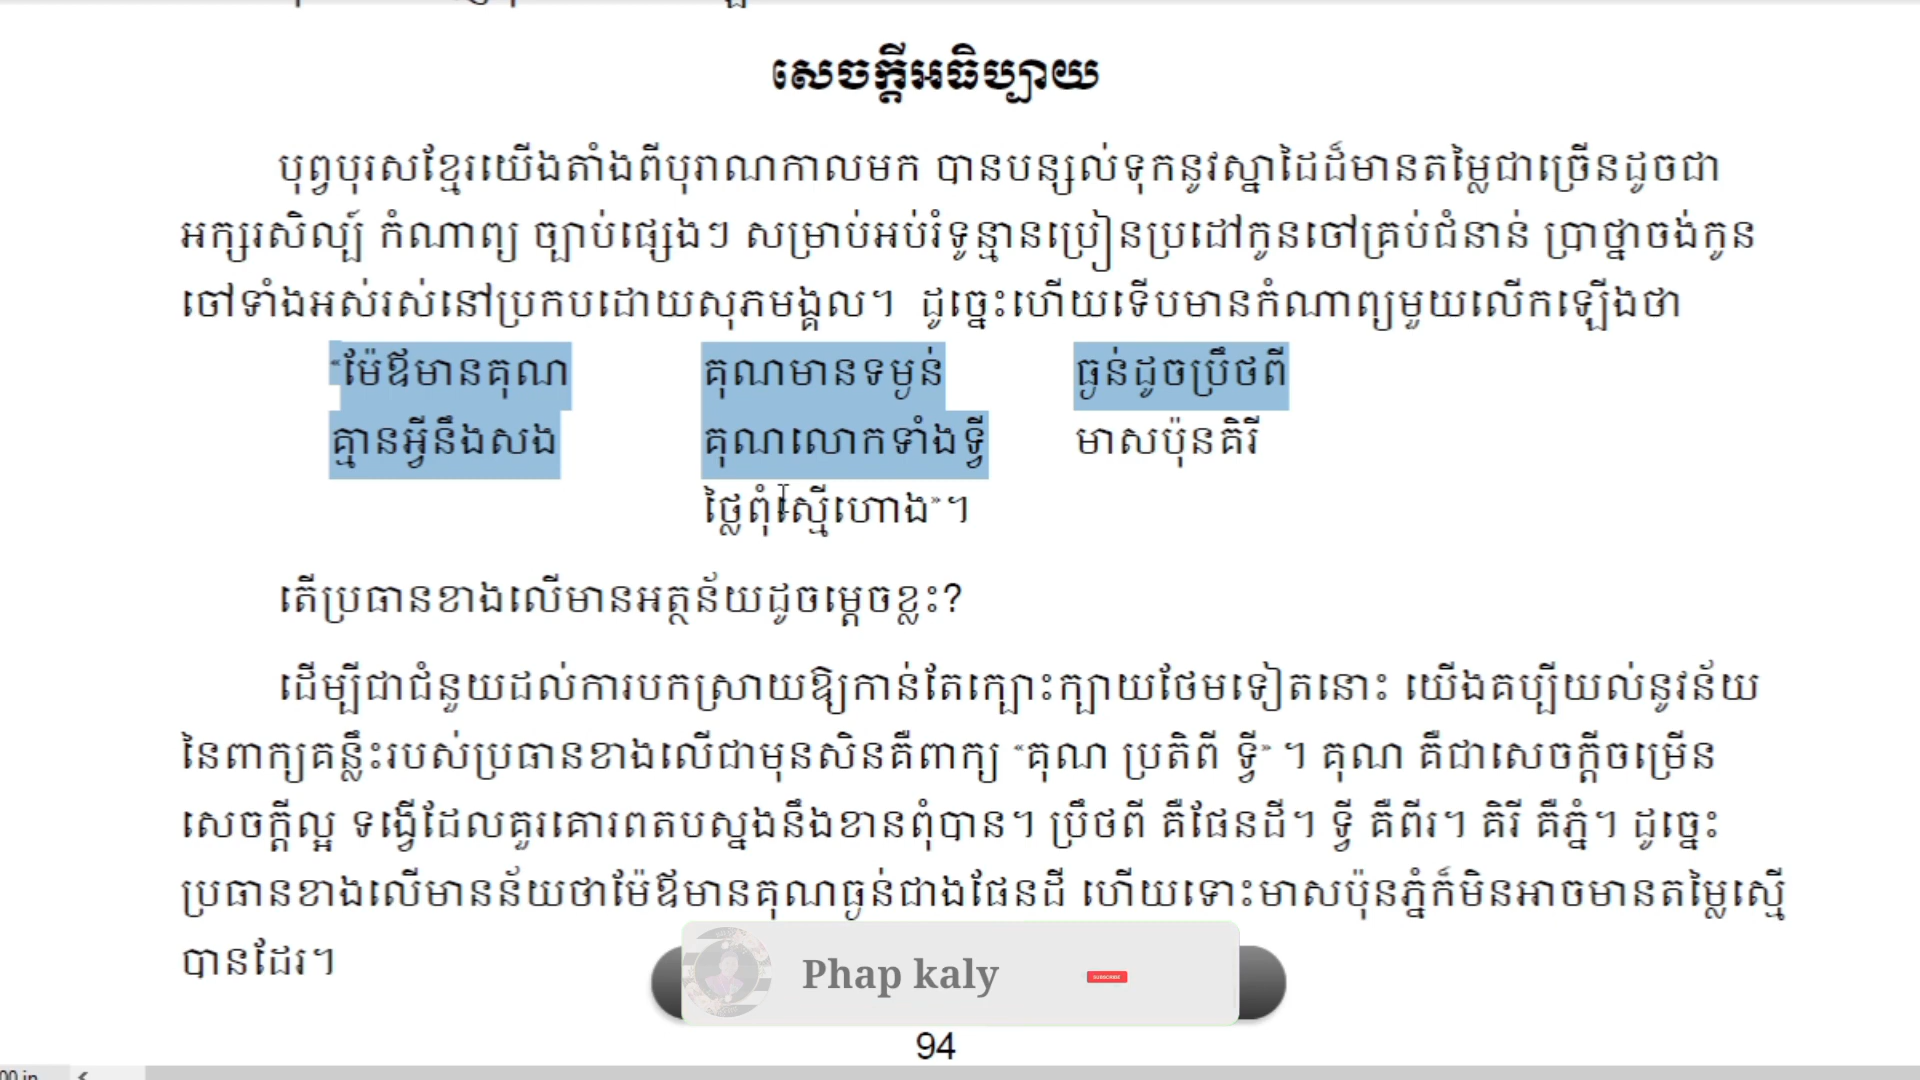 សេចក្តីអធិប្បាយ
បុព្វបុរសខ្មែរយើងតាំងពីបុរាណកាលមក បានបន្សល់ទុកនូវស្នាដៃដ៏មានតម្លៃជាច្រើនដូចជា
អក្សរសិល្ប៍ កំណាព្យ ច្បាប់ផ្សេងៗ សម្រាប់អប់រំទូន្មានប្រៀនប្រដៅកូនចៅគ្រប់ជំនាន់ ប្រាថ្នាចង់កូន
ចៅទាំងអស់រស់នៅប្រកបដោយសុភមង្គល។ ដូច្នេះហើយទើបមានកំណាព្យមួយលើកឡើងថា
“ម៉ែឪមានគុណ គុណមានទម្ងន់ ធ្ងន់ដូចប្រឹថពី
គ្មានអ្វីនឹងសង គុណលោកទាំងទ្វី មាសប៉ុនគិរី
ថ្លៃពុំស្មើហោង”។
តើប្រធានខាងលើមានអត្ថន័យដូចម្តេចខ្លះ?
ដើម្បីជាជំនួយដល់ការបកស្រាយឱ្យកាន់តែក្បោះក្បាយថែមទៀតនោះ យើងគប្បីយល់នូវន័យ
នៃពាក្យគន្លឹះរបស់ប្រធានខាងលើជាមុនសិនគឺពាក្យ “គុណ ប្រតិពី ទ្វី” ។ គុណ គឺជាសេចក្តីចម្រើន
សេចក្តីល្អ ទង្វើដែលគួរគោរពតបស្នងនឹងខានពុំបាន។ ប្រឹថពី គឺផែនដី។ ទ្វី គឺពីរ។ គិរី គឺភ្នំ។ ដូច្នេះ
ប្រធានខាងលើមានន័យថាម៉ែឪមានគុណធ្ងន់ជាងផែនដី ហើយទោះមាសប៉ុនភ្នំក៏មិនអាចមានតម្លៃស្មើ
បានដែរ។
Phap kaly
SUBSCRIBE
94